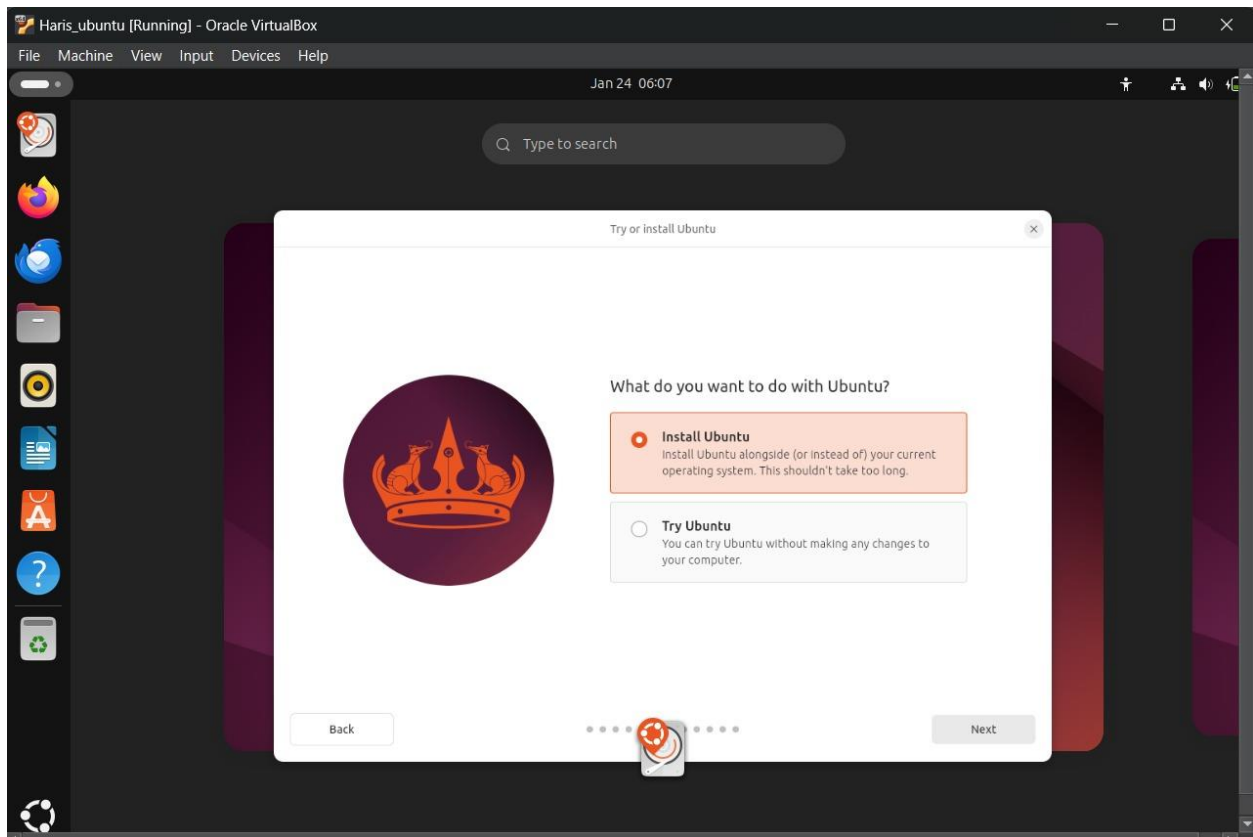 Haris_ubuntu [Running] - Oracle VirtualBox
File Machine View Input Devices Help
Jan 24 06:07
Type to search
Try or install Ubuntu
What do you want to do with Ubuntu?
Install Ubuntu
Install Ubuntu alongside (or instead of) your current
operating system. This shouldn't take too long.
Try Ubuntu
You can try Ubuntu without making any changes to
your computer.
Back
Next